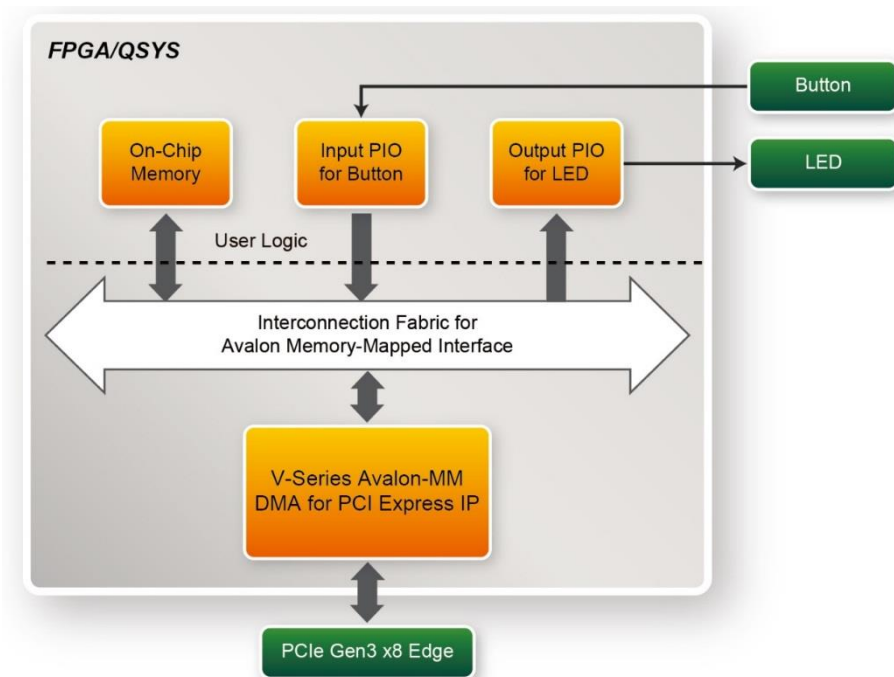 FPGA/QSYS
Button
On-Chip
Memory
Input PIO
for Button
Output PIO
for LED
LED
User Logic
Interconnection Fabric for
Avalon Memory-Mapped Interface
V-Series Avalon-MM
DMA for PCI Express IP
PCIe Gen3 x8 Edge